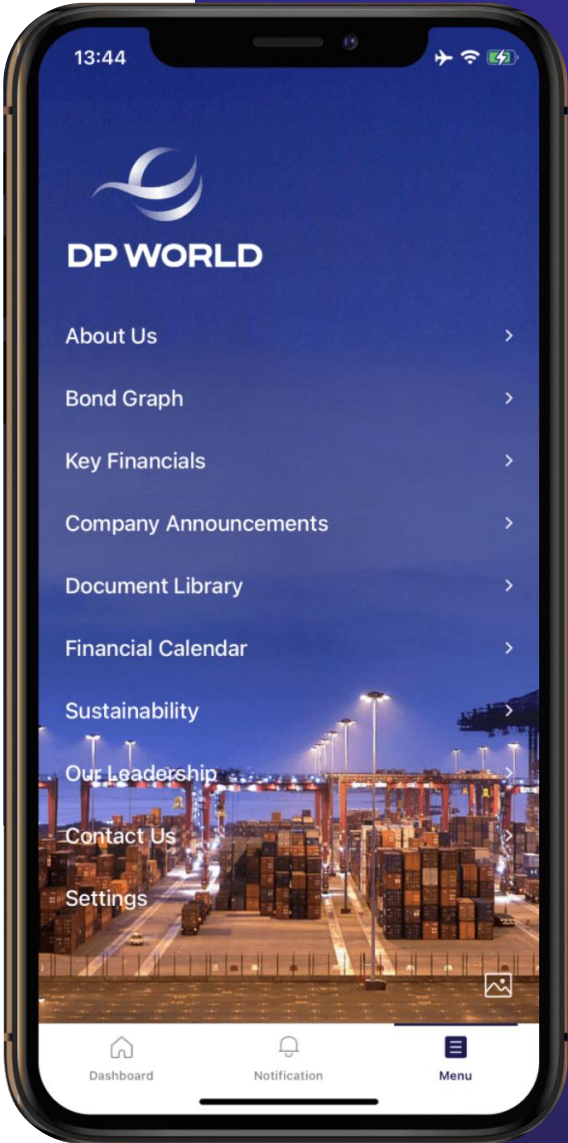 13:44
DP WORLD
About Us
Bond Graph
Key Financials
Company Announcements
Document Library
Financial Calendar
Sustainability
Our Leadership
Contact Us
Settings
Dashboard
Notification
Menu